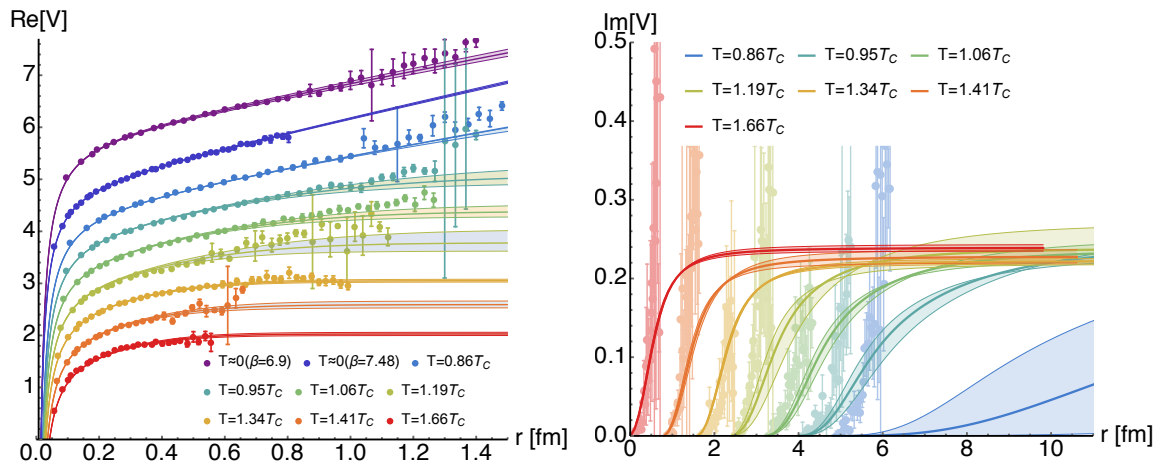 Re[V]
7
6
5
4
3
2
1
0.0 0.2 0.4 0.6 0.8 1.0 1.2 1.4 r [fm]
T≈0(β=6.9) T≈0(β=7.48) T=0.86T_C
T=0.95T_C T=1.06T_C T=1.19T_C
T=1.34T_C T=1.41T_C T=1.66T_C
Im[V]
0.5
0.4
0.3
0.2
0.1
0.0
0 2 4 6 8 10 r [fm]
T=0.86T_C T=0.95T_C T=1.06T_C
T=1.19T_C T=1.34T_C T=1.41T_C
T=1.66T_C